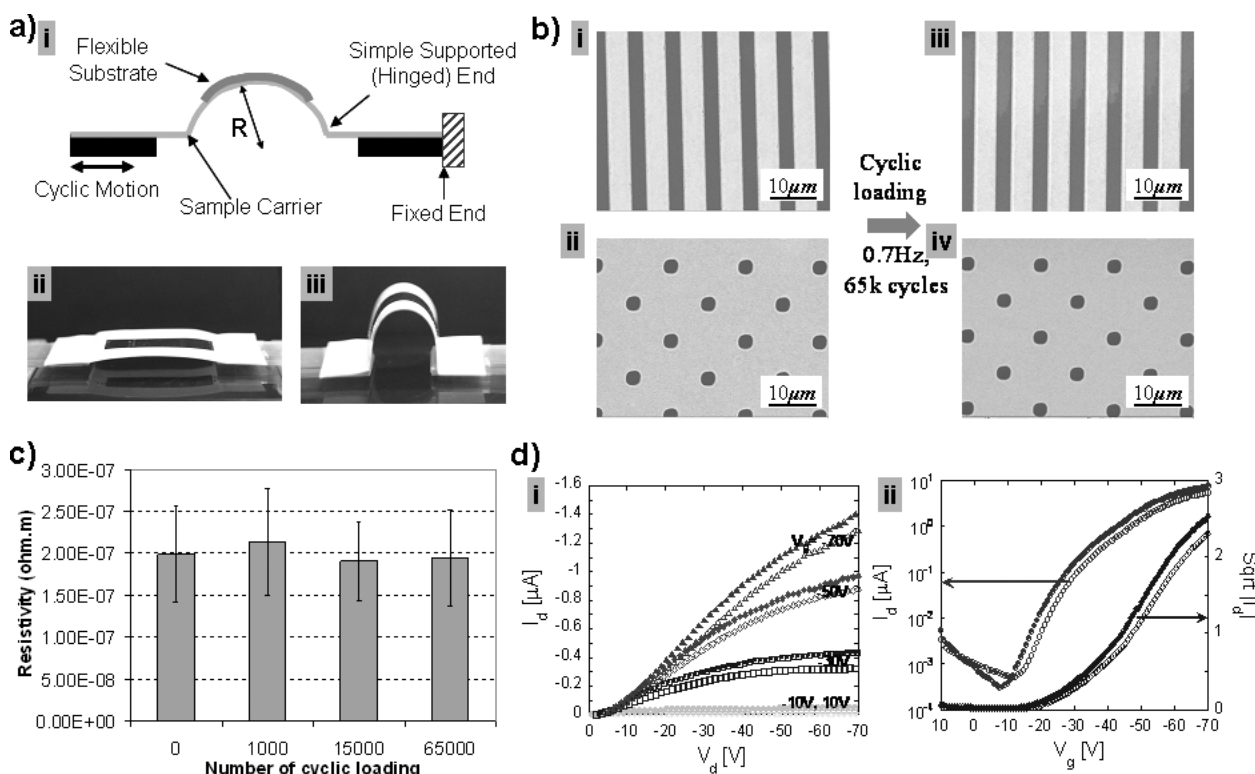 a)
i
Flexible
Substrate
Simple Supported
(Hinged) End
R
Cyclic Motion
Sample Carrier
Fixed End
ii
iii
b)
i
10μm
ii
10μm
Cyclic
loading
0.7Hz,
65k cycles
iii
10μm
iv
10μm
c)
Resistivity (ohm.m)
3.00E-07
2.50E-07
2.00E-07
1.50E-07
1.00E-07
5.00E-08
0.00E+00
0 1000 15000 65000
Number of cyclic loading
d)
i
I_d [μA]
-1.6
-1.4
-1.2
-1
-0.8
-0.6
-0.4
-0.2
0
-70V
-50V
-30V
-10V, 10V
0 -10 -20 -30 -40 -50 -60 -70
V_d [V]
ii
I_d [μA]
10¹
10⁰
10⁻¹
10⁻²
10⁻³
10⁻⁴
3
2
1
0
Sqrt | I_d|
10 0 -10 -20 -30 -40 -50 -60 -70
V_g [V]